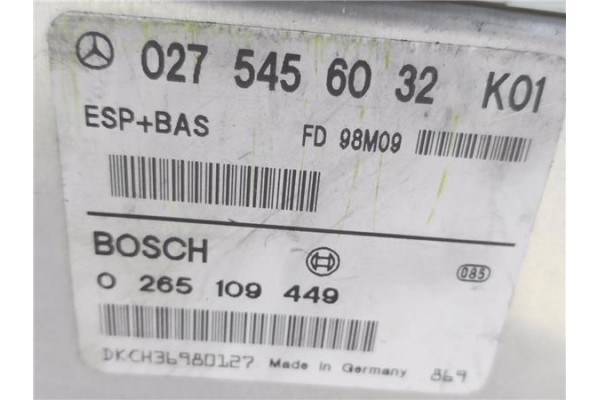 027 545 60 32 K01
ESP+BAS FD 98M09
BOSCH 085
0 265 109 449
DKCH36980127 Made in Germany 869